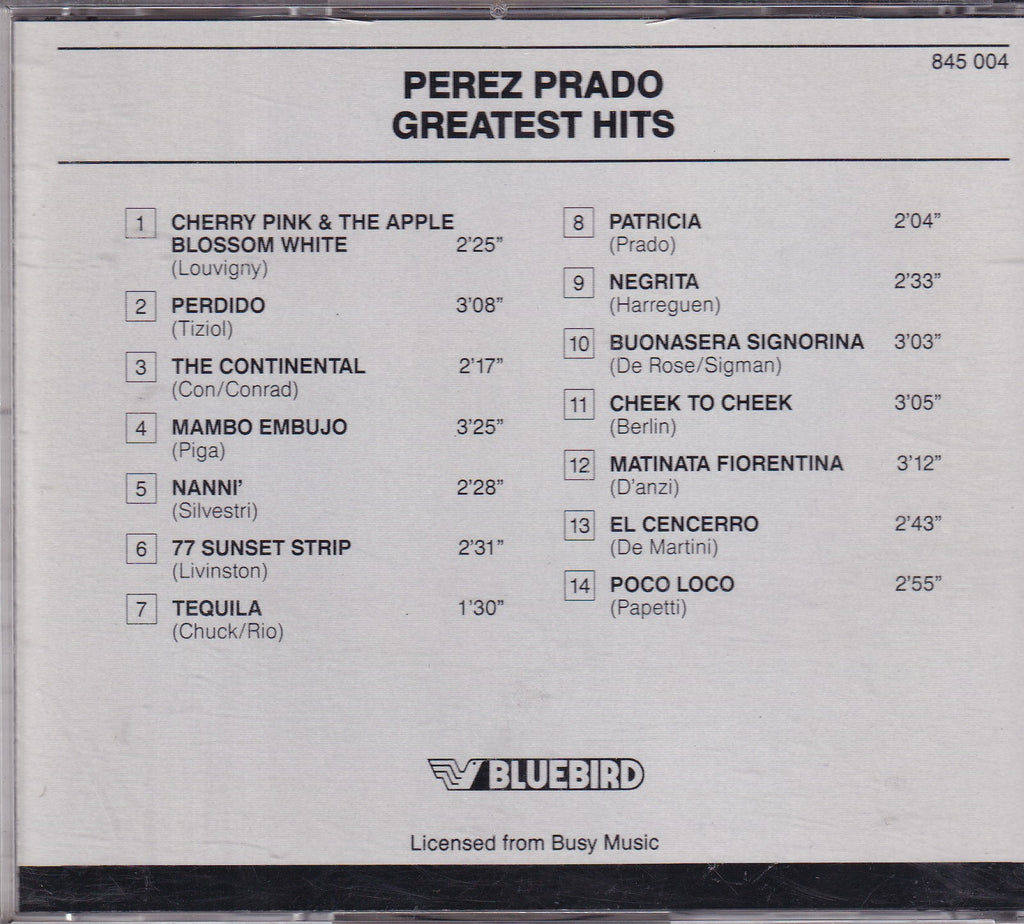 845 004
PEREZ PRADO
GREATEST HITS
1 CHERRY PINK & THE APPLE
BLOSSOM WHITE 2'25”
(Louvigny)
2 PERDIDO 3'08”
(Tiziol)
3 THE CONTINENTAL 2'17”
(Con/Conrad)
4 MAMBO EMBUJO 3'25”
(Piga)
5 NANNI' 2'28”
(Silvestri)
6 77 SUNSET STRIP 2'31”
(Livinston)
7 TEQUILA 1'30”
(Chuck/Rio)
8 PATRICIA 2'04”
(Prado)
9 NEGRITA 2'33”
(Harreguen)
10 BUONASERA SIGNORINA 3'03”
(De Rose/Sigman)
11 CHEEK TO CHEEK 3'05”
(Berlin)
12 MATINATA FIORENTINA 3'12”
(D'anzi)
13 EL CENCERRO 2'43”
(De Martini)
14 POCO LOCO 2'55”
(Papetti)
BLUEBIRD
Licensed from Busy Music